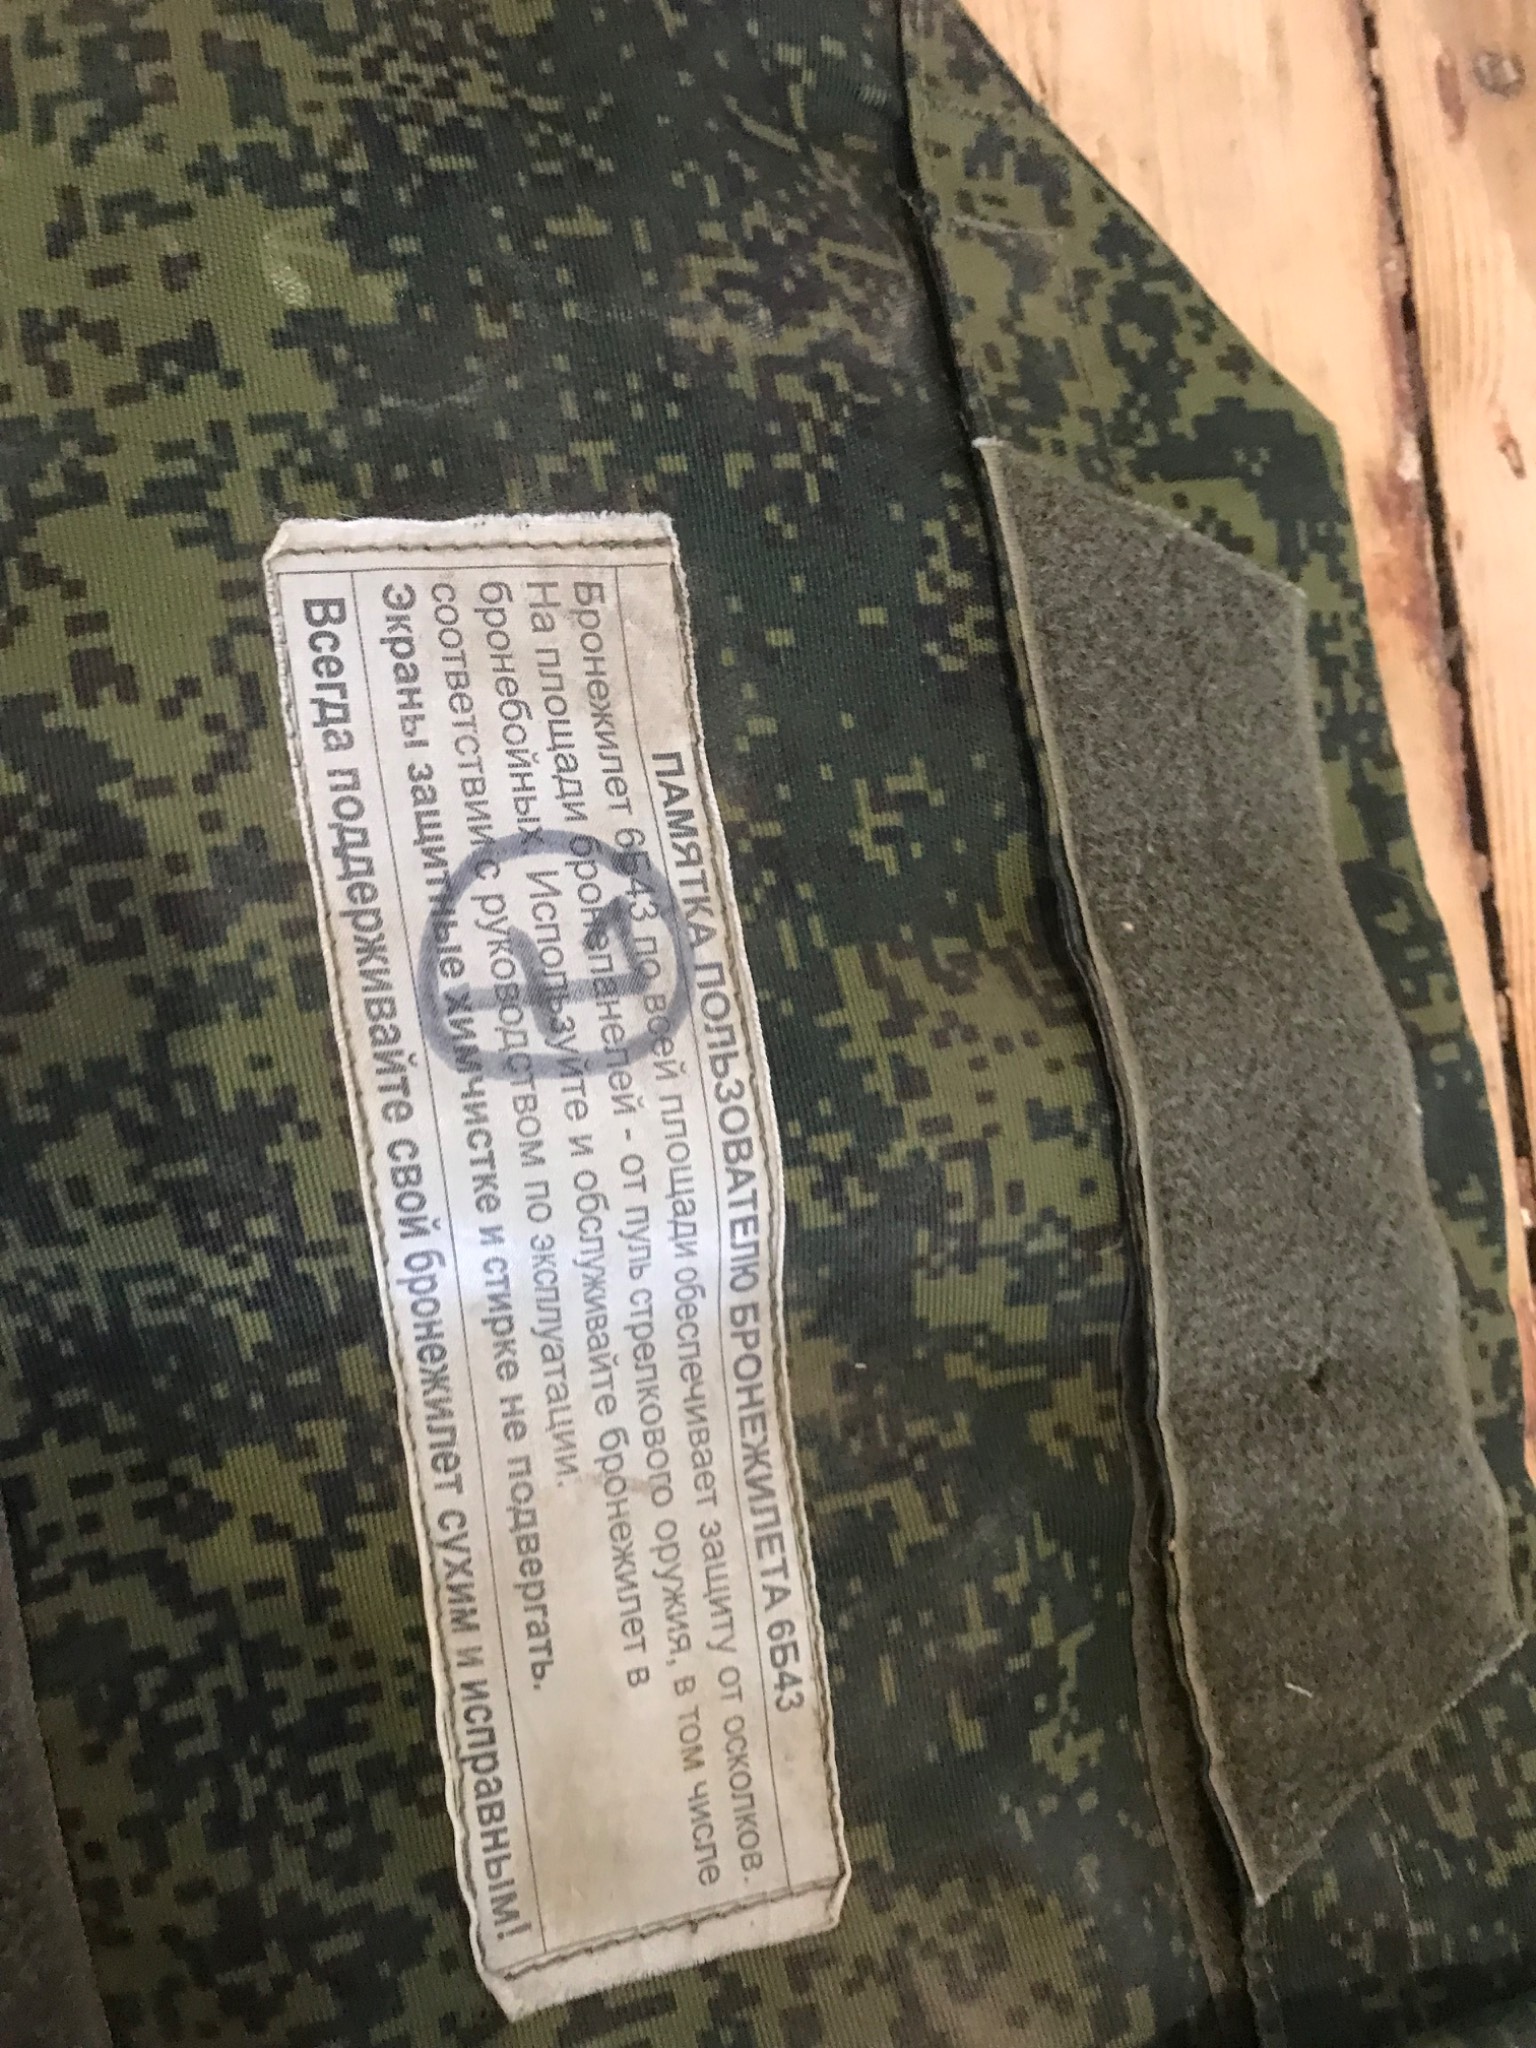 ПАМЯТКА ПОЛЬЗОВАТЕЛЮ БРОНЕЖИЛЕТА 6Б43
Бронежилет 6Б43 по всей площади обеспечивает защиту от осколков.
На площади бронепанелей - от пуль стрелкового оружия, в том числе
бронебойных. Используйте и обслуживайте бронежилет в
соответствии с руководством по эксплуатации.
Экраны защитные химчистке и стирке не подвергать.
Всегда поддерживайте свой бронежилет сухим и исправным!